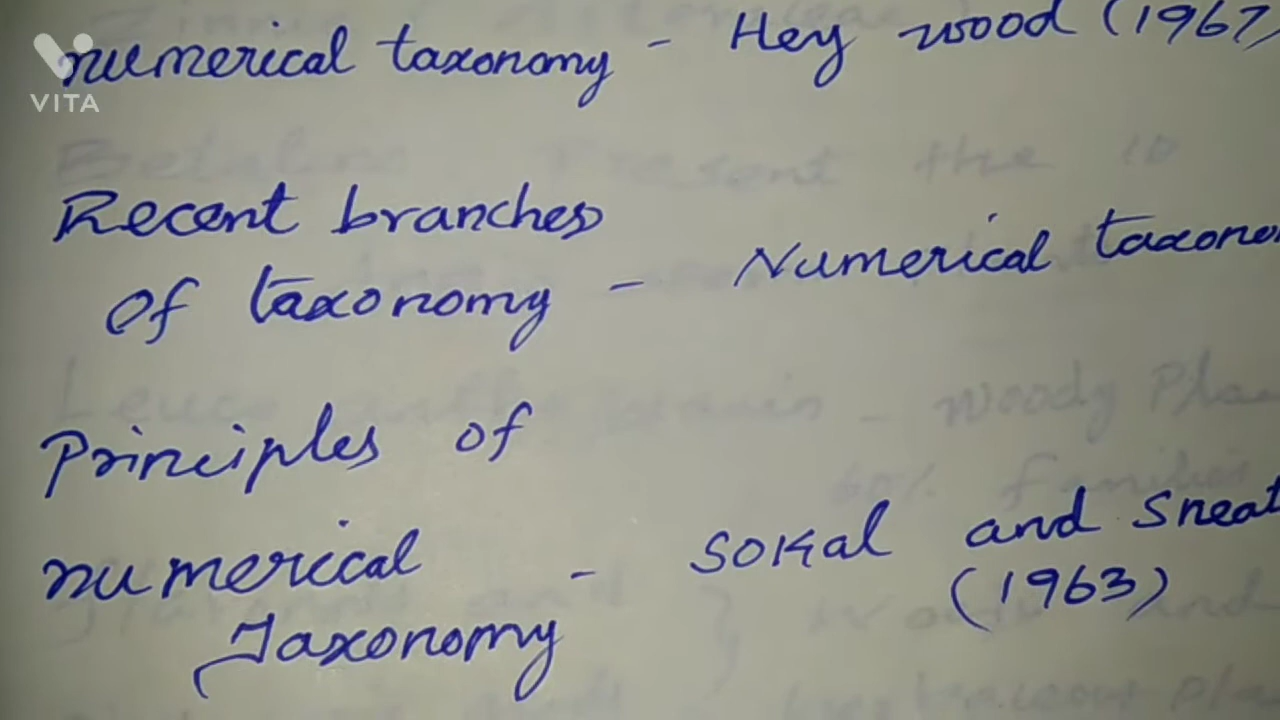 numerical taxonomy - Hey wood (1967)
VITA
Recent branches
Of taxonomy - Numerical taxono
Principles of
numerical - SOKal and Sneat
Taxonomy (1963)